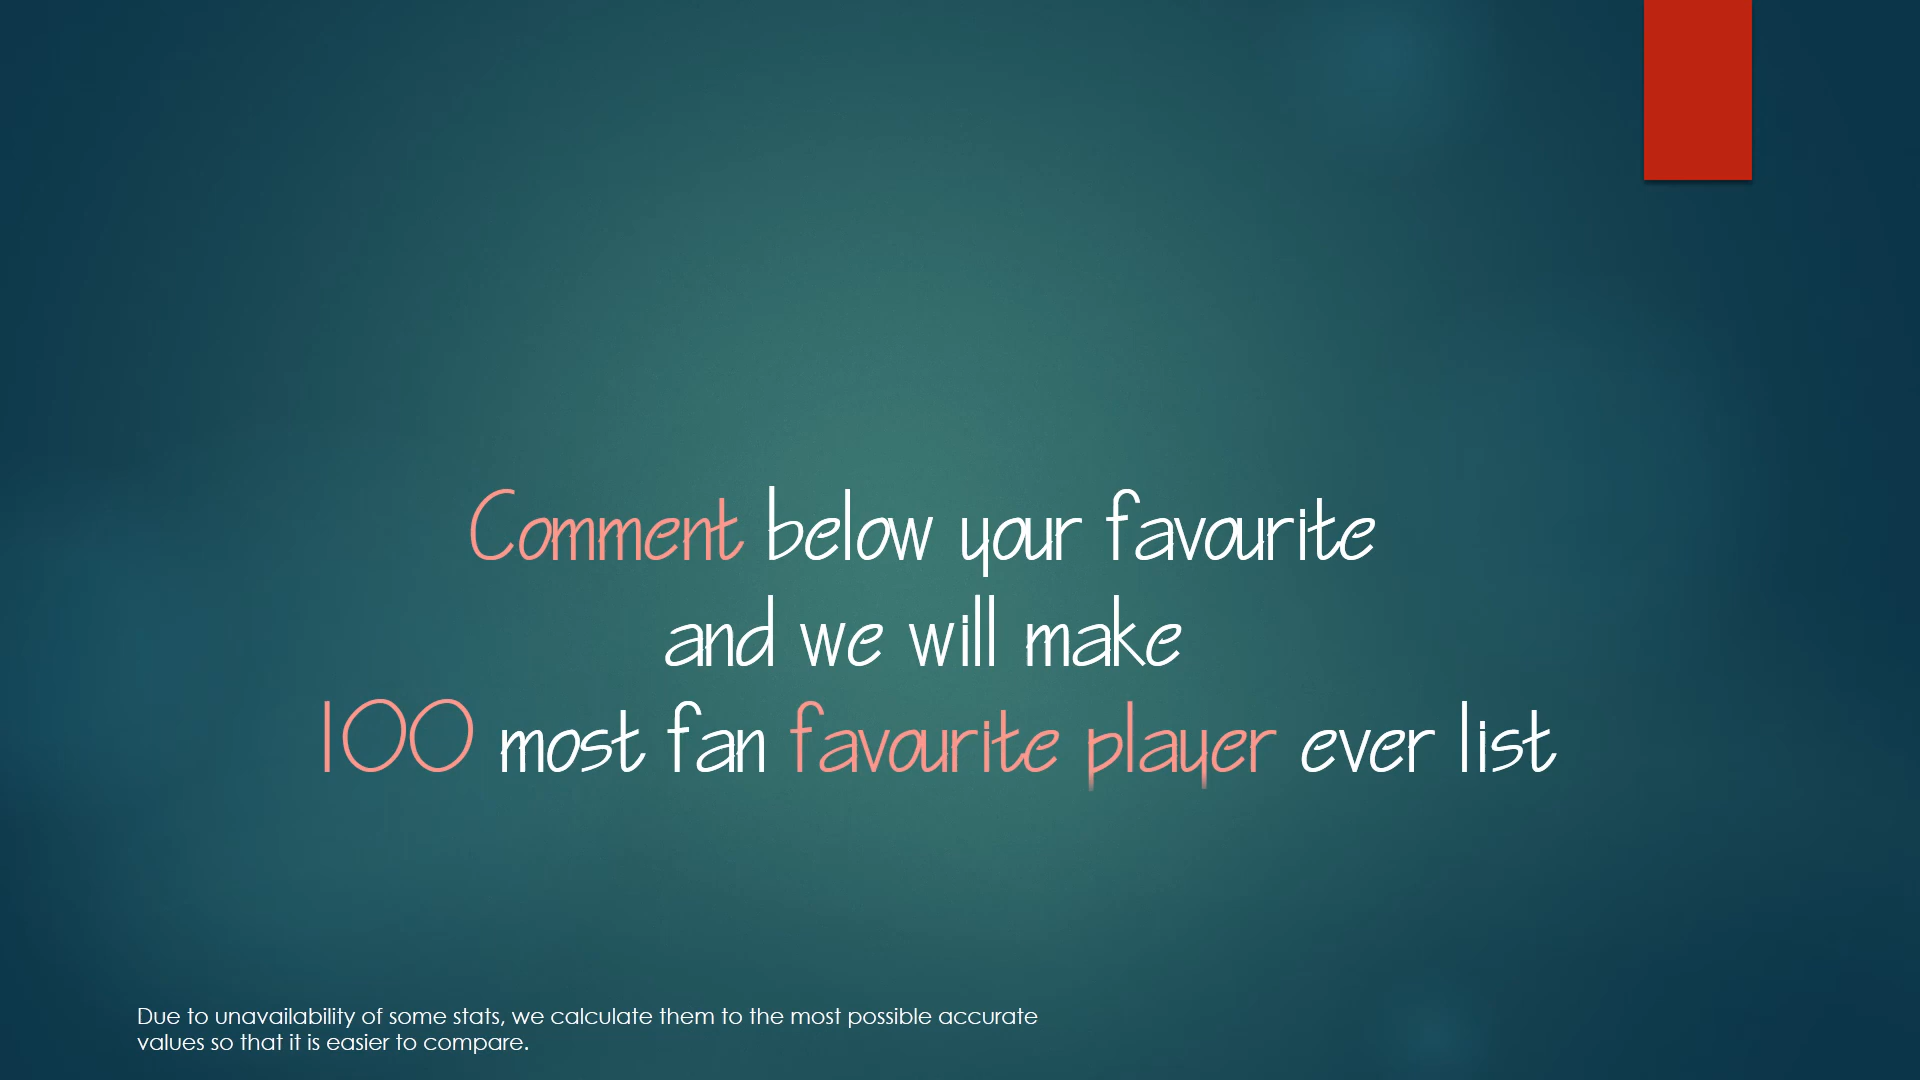 Comment below your favourite
and we will make
100 most fan favourite player ever list
Due to unavailability of some stats, we calculate them to the most possible accurate
values so that it is easier to compare.